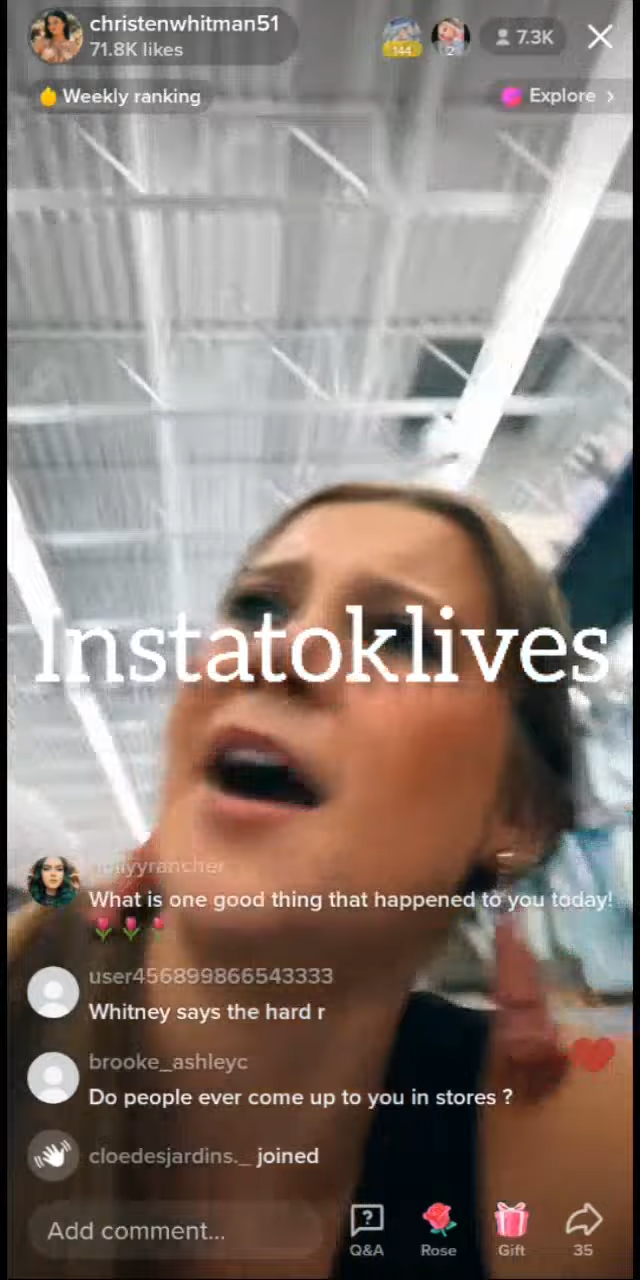 christenwhitman51
71.8K likes
144
2
7.3K
Weekly ranking
Explore >
Instatoklives
What is one good thing that happened to you today!
user456899866543333
Whitney says the hard r
brooke_ashleyc
Do people ever come up to you in stores ?
cloedesjardins._ joined
Add comment...
Q&A
Rose
Gift
35